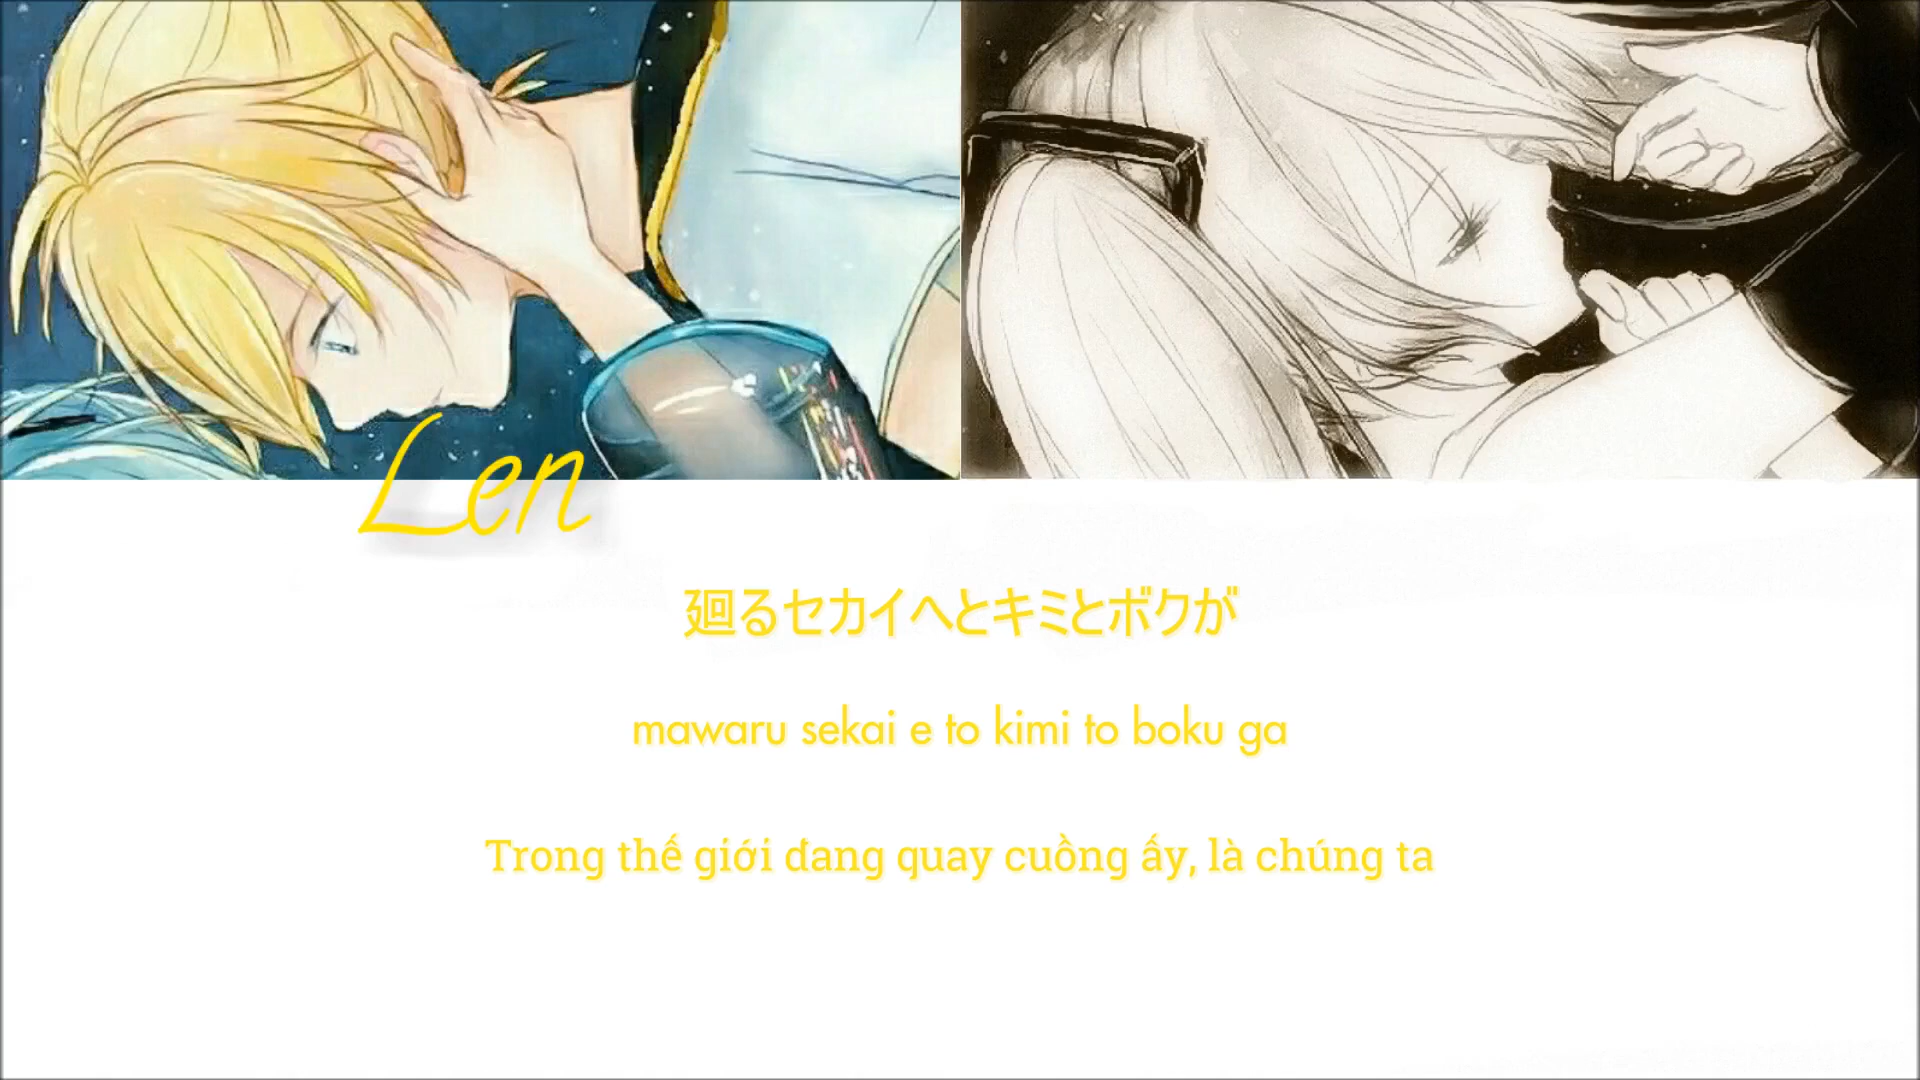 Len
廻るセカイへとキミとボクが
mawaru sekai e to kimi to boku ga
Trong thế giới đang quay cuồng ấy, là chúng ta